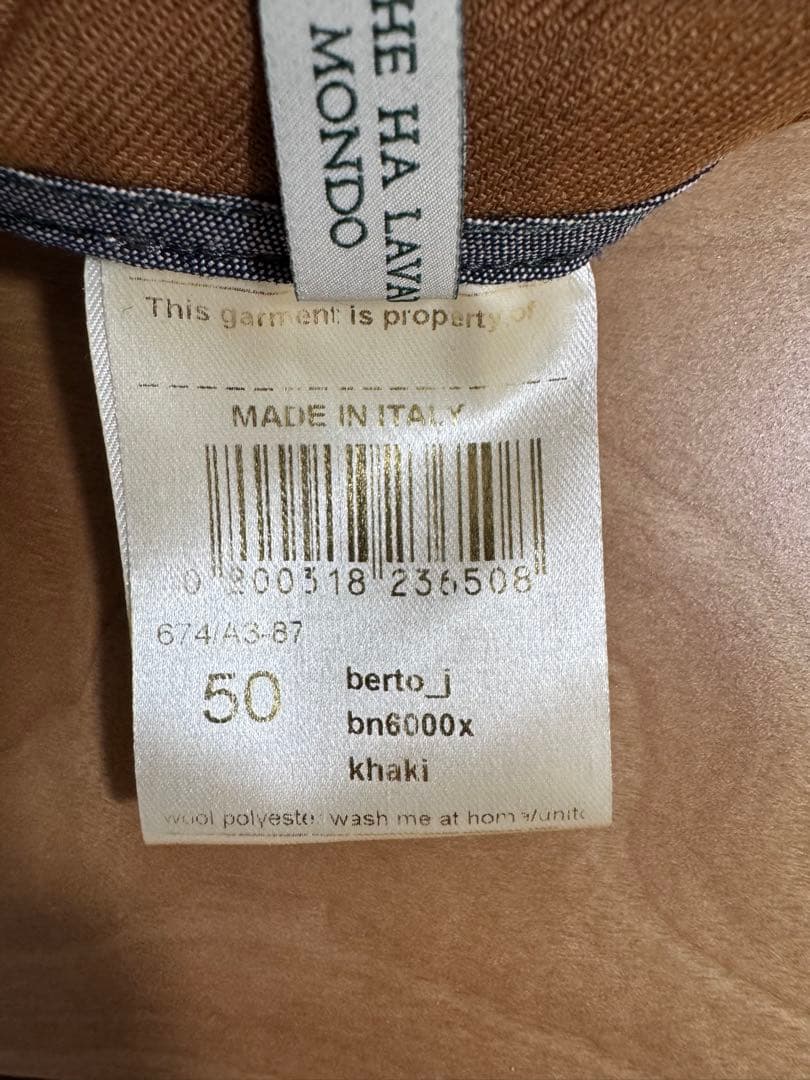 HE HA LAVA
MONDO
This garment is property of
MADE IN ITALY
0 200318 236508
674/A3-87
50
berto_j
bn6000x
khaki
wool polyester wash me at home/unito